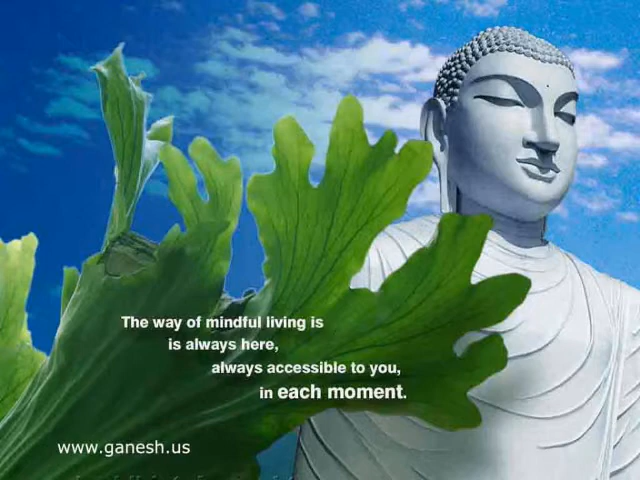 The way of mindful living is
is always here,
always accessible to you,
in each moment.
www.ganesh.us